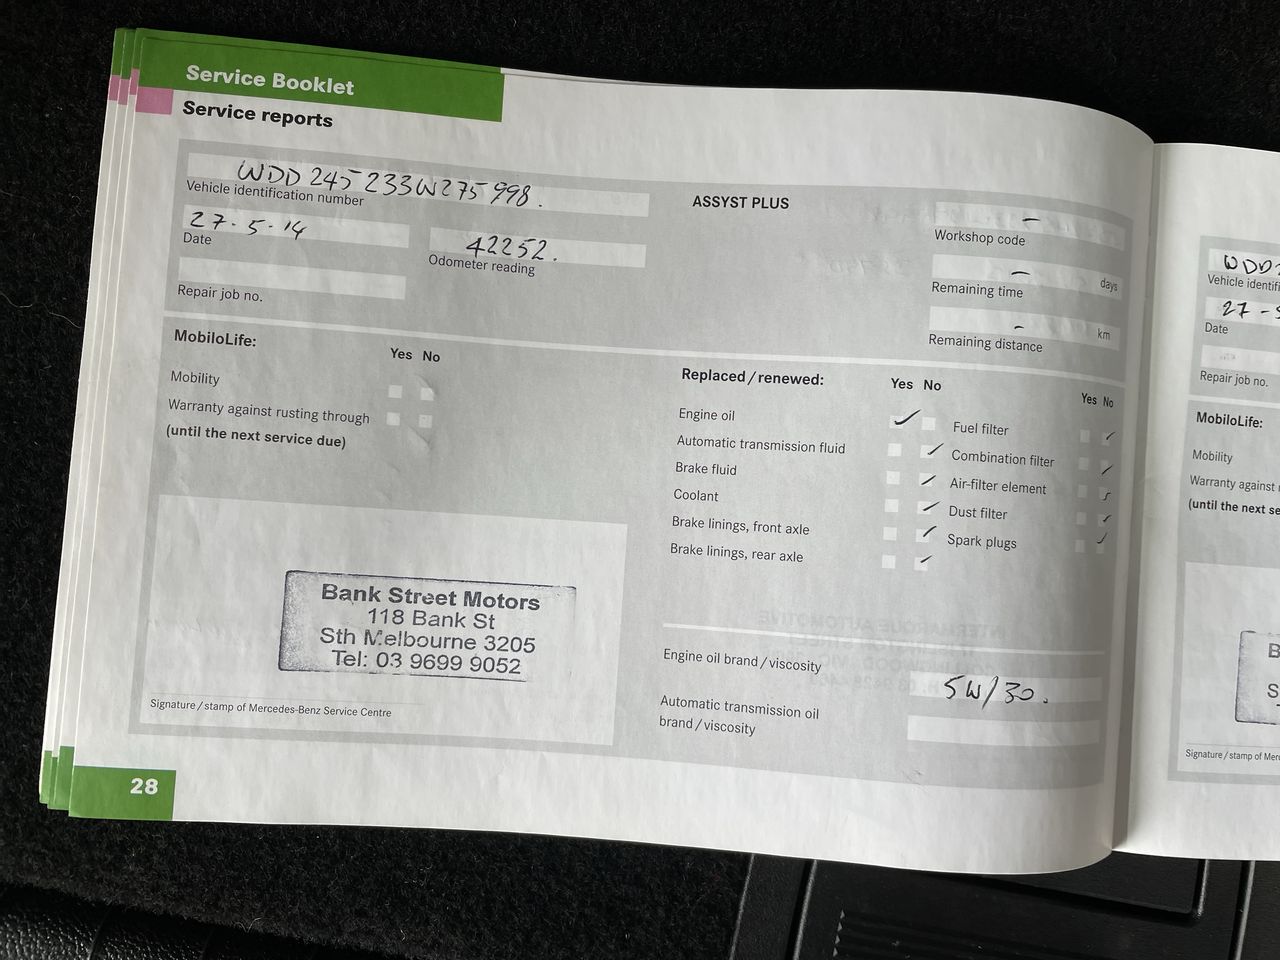 Service Booklet
Service reports
WDD 245 233W275 998.
Vehicle identification number
27-5-14
Date
42252.
Odometer reading
Repair job no.
ASSYST PLUS
–
Workshop code
–
days
Remaining time
–
km
Remaining distance
MobiloLife:
Yes No
Mobility
Warranty against rusting through
(until the next service due)
Replaced/renewed:
Yes No
Yes No
Engine oil
Automatic transmission fluid
Brake fluid
Coolant
Brake linings, front axle
Brake linings, rear axle
Fuel filter
Combination filter
Air-filter element
Dust filter
Spark plugs
Bank Street Motors
118 Bank St
Sth Melbourne 3205
Tel: 03 9699 9052
Signature/stamp of Mercedes-Benz Service Centre
Engine oil brand/viscosity
5W/30.
Automatic transmission oil
brand/viscosity
28
WDD
Vehicle identifi
27-5
Date
Repair job no.
MobiloLife:
Mobility
Warranty against
(until the next se
B
S
Signature/stamp of Merc